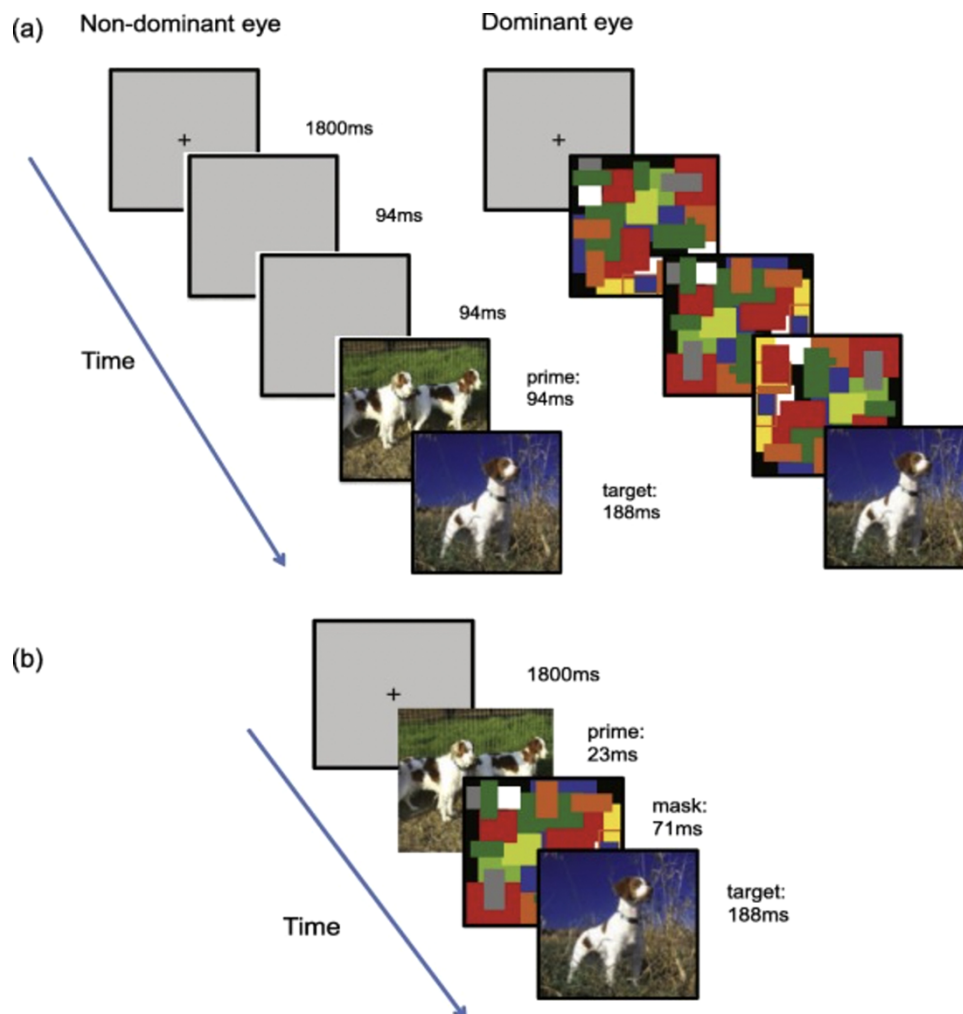 (a)
Non-dominant eye
Dominant eye
1800ms
94ms
94ms
Time
prime:
94ms
target:
188ms
(b)
1800ms
prime:
23ms
mask:
71ms
target:
188ms
Time